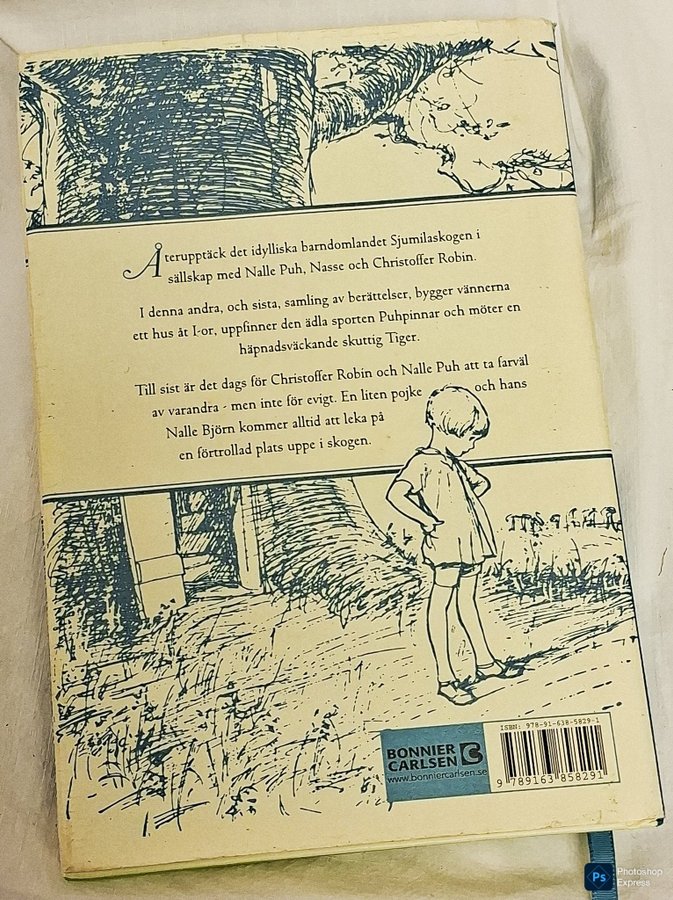 Återupptäck det idylliska barndomlandet Sjumilaskogen i
sällskap med Nalle Puh, Nasse och Christoffer Robin.
I denna andra, och sista, samling av berättelser, bygger vännerna
ett hus åt I-or, uppfinner den ädla sporten Puhpinnar och möter en
häpnadsväckande skuttig Tiger.
Till sist är det dags för Christoffer Robin och Nalle Puh att ta farväl
av varandra - men inte för evigt. En liten pojke och hans
Nalle Björn kommer alltid att leka på
en förtrollad plats uppe i skogen.
BONNIER
CARLSEN
www.bonniercarlsen.se
ISBN: 978-91-638-5829-1
9 789163 858291
Ps Photoshop
Express